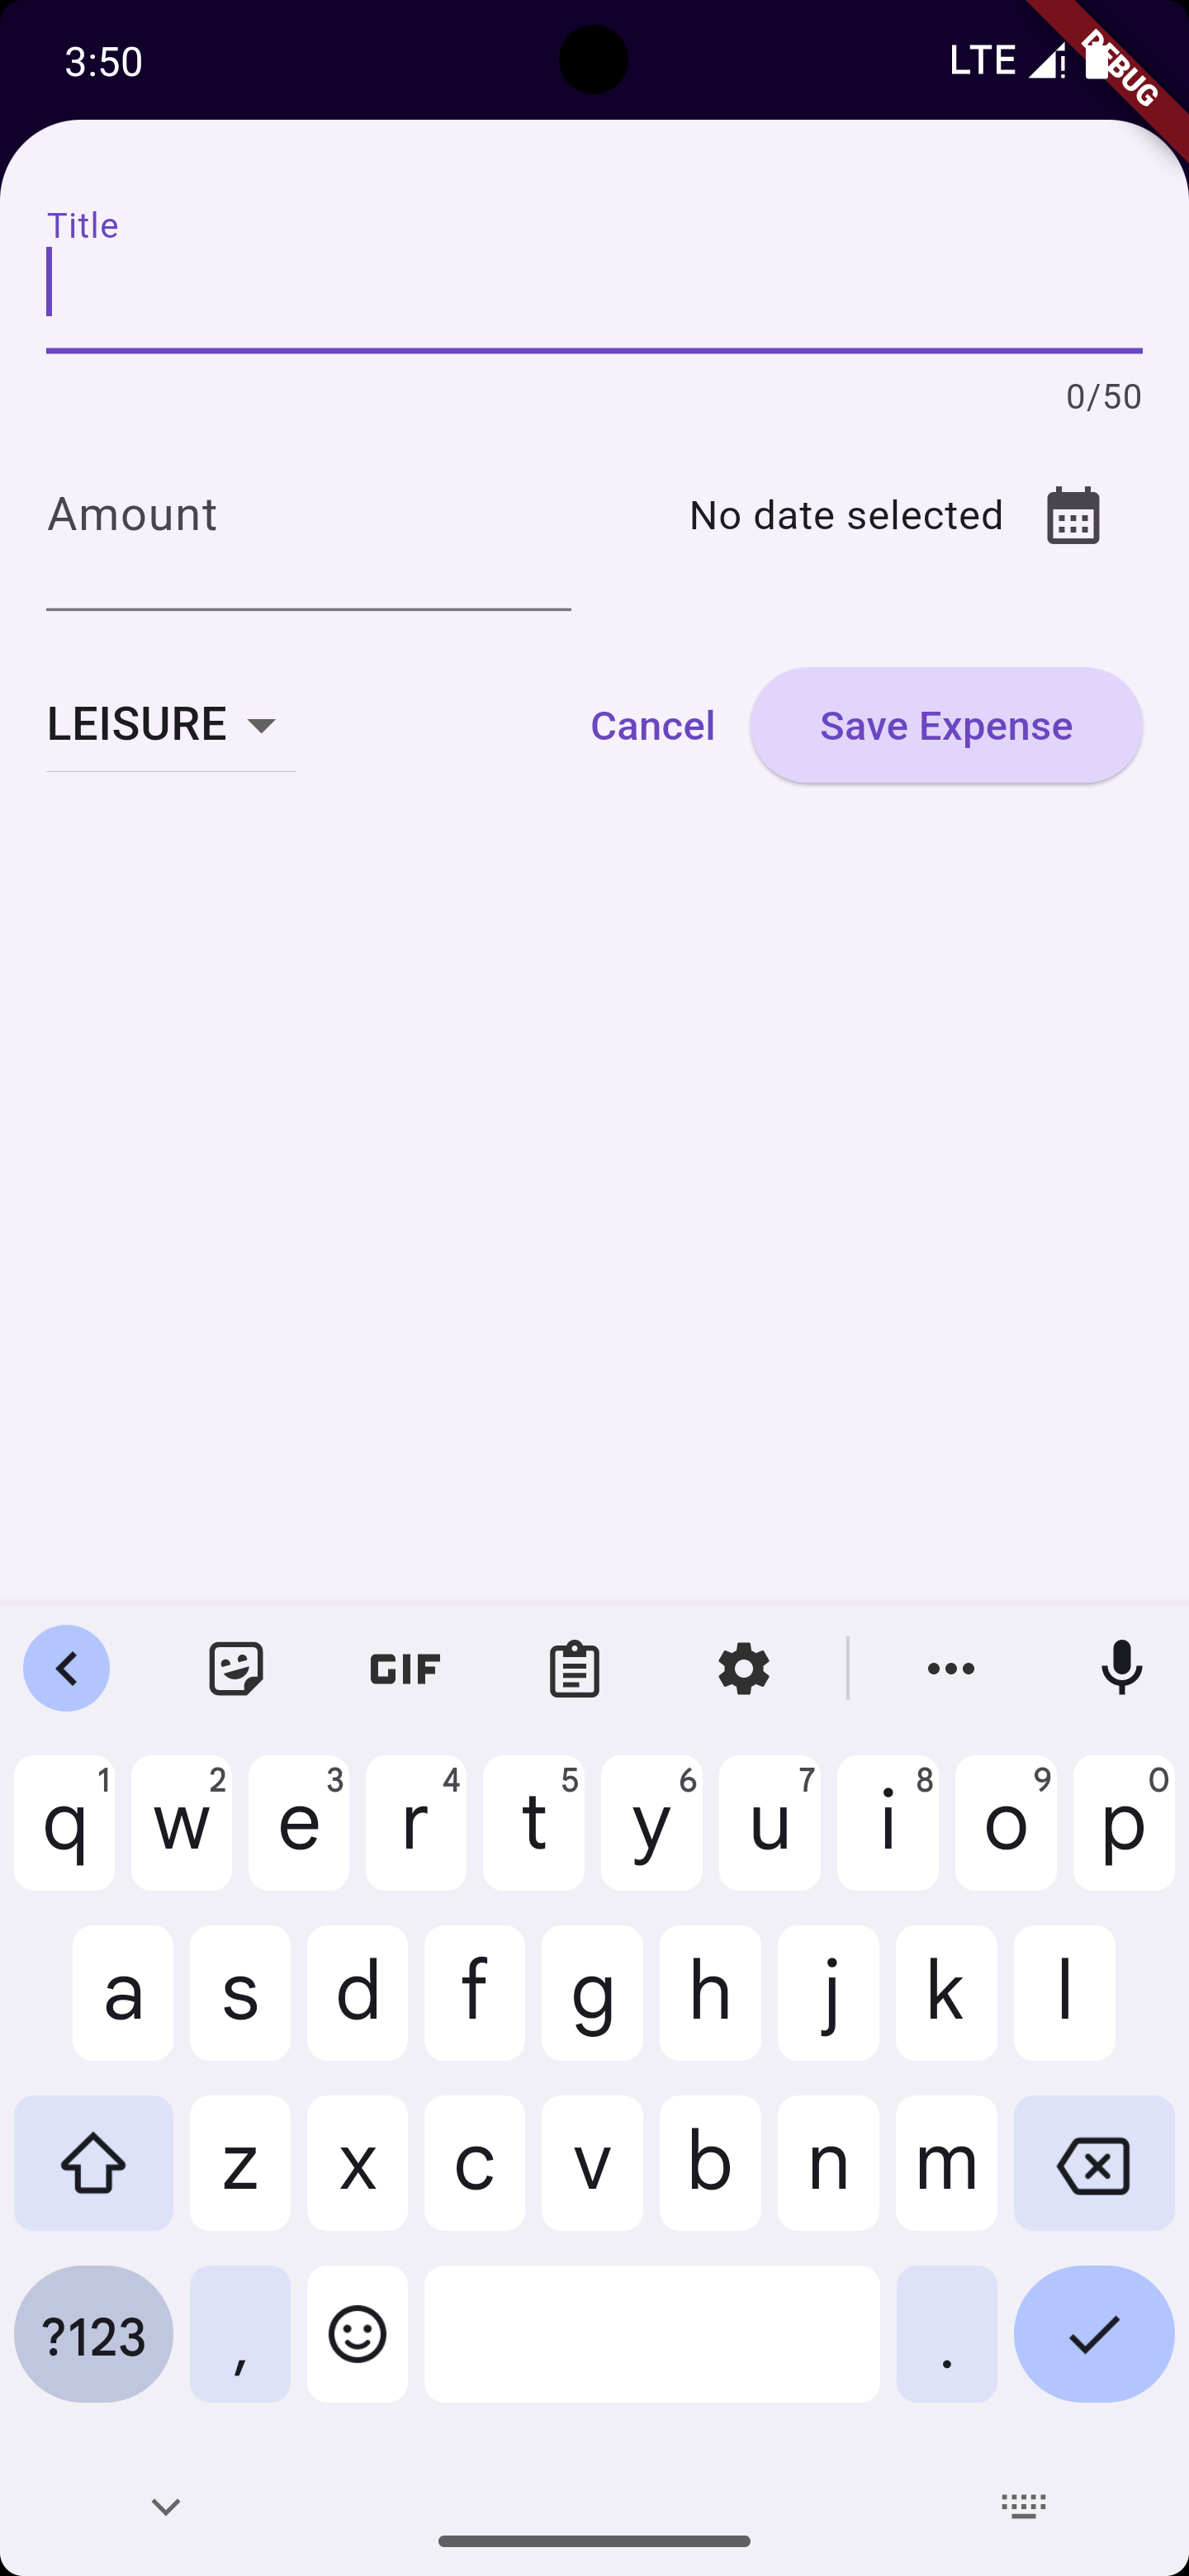 3:50
LTE
DEBUG
Title
0/50
Amount
No date selected
LEISURE
Cancel
Save Expense
GIF
q1 w2 e3 r4 t5 y6 u7 i8 o9 p0
a s d f g h j k l
z x c v b n m
?123 , .